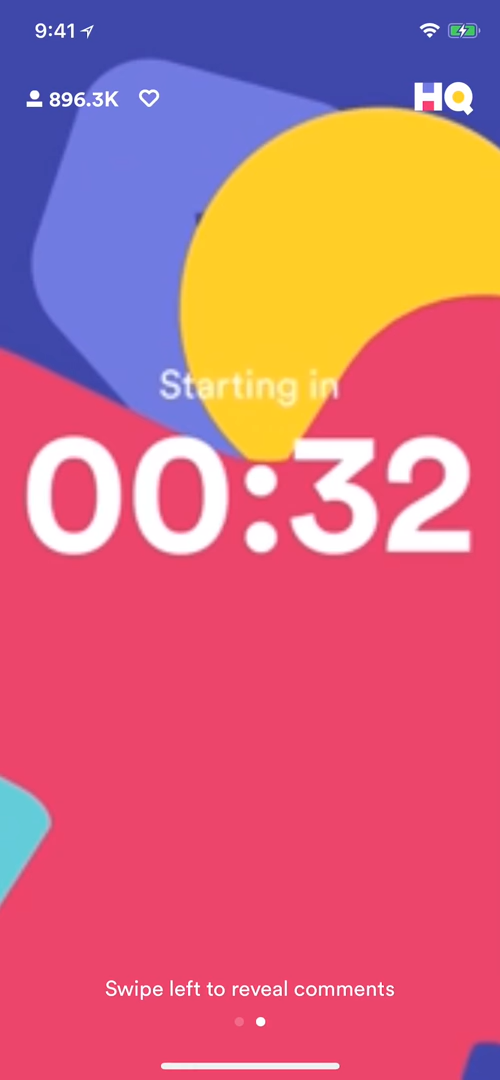 9:41
896.3K
HQ
Starting in
00:32
Swipe left to reveal comments